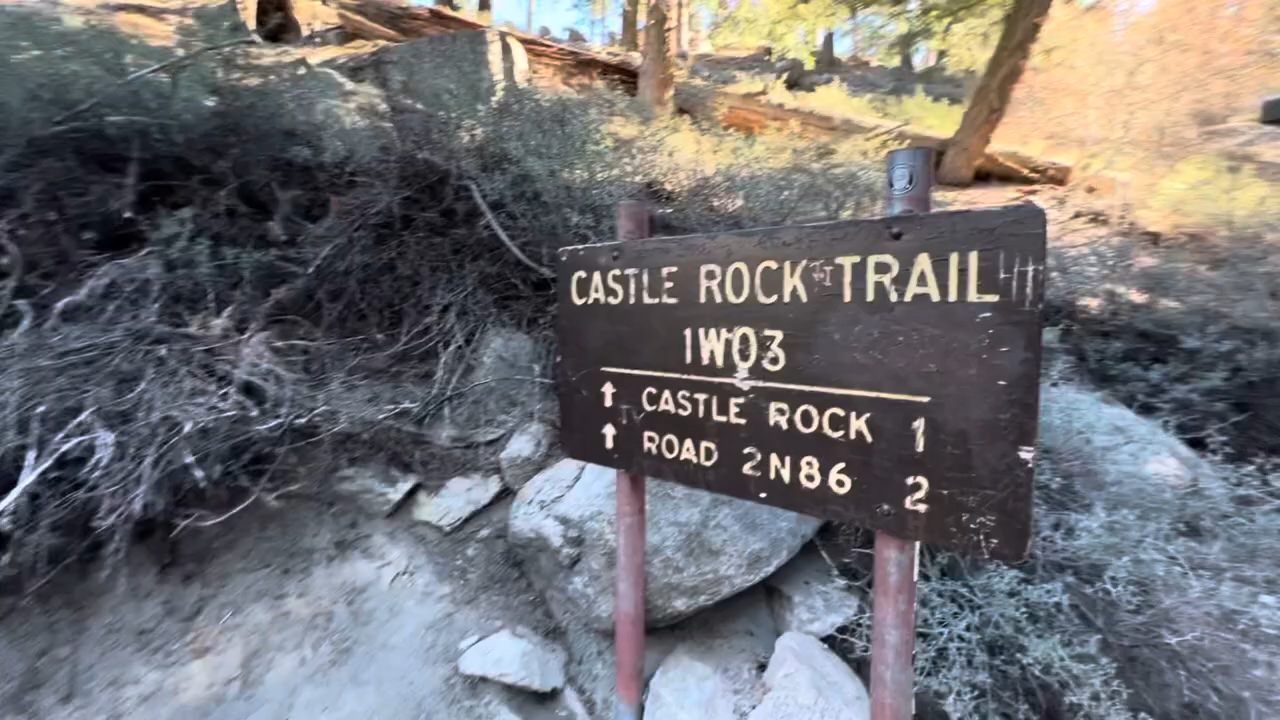 CASTLE ROCK TRAIL
1W03
↑ CASTLE ROCK 1
↑ ROAD 2N86 2